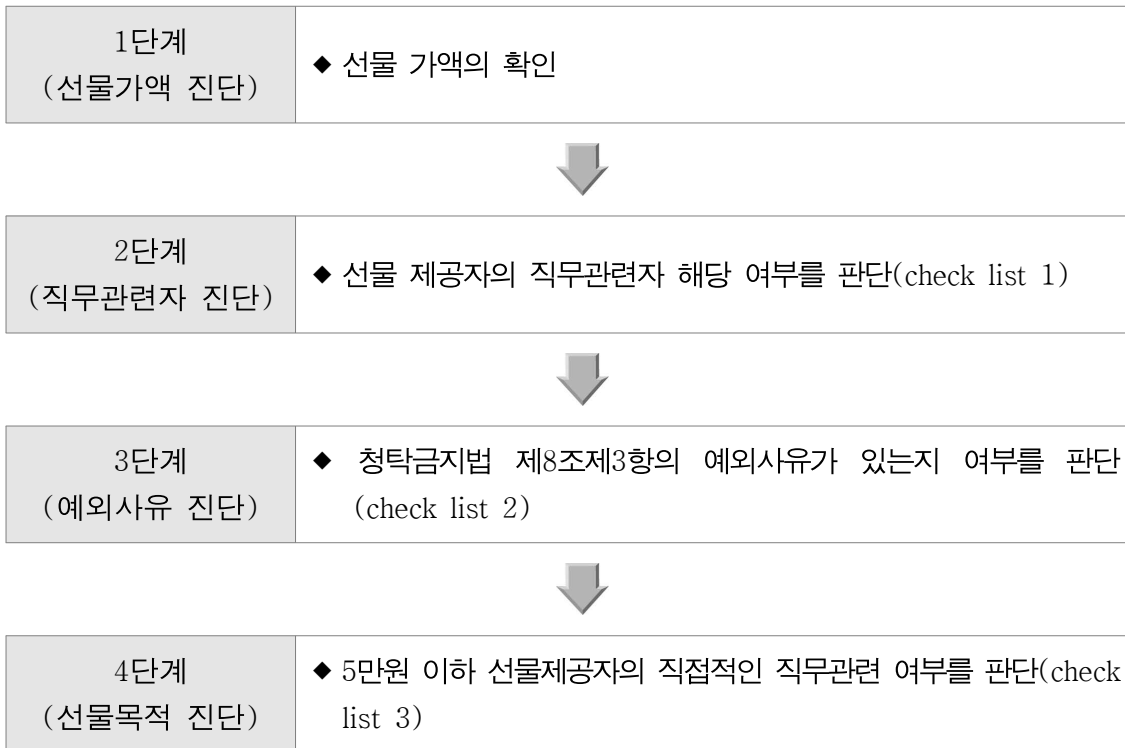 1단계
(선물가액 진단)
◆ 선물 가액의 확인
2단계
(직무관련자 진단)
◆ 선물 제공자의 직무관련자 해당 여부를 판단(check list 1)
3단계
(예외사유 진단)
◆ 청탁금지법 제8조제3항의 예외사유가 있는지 여부를 판단
(check list 2)
4단계
(선물목적 진단)
◆ 5만원 이하 선물제공자의 직접적인 직무관련 여부를 판단(check
list 3)